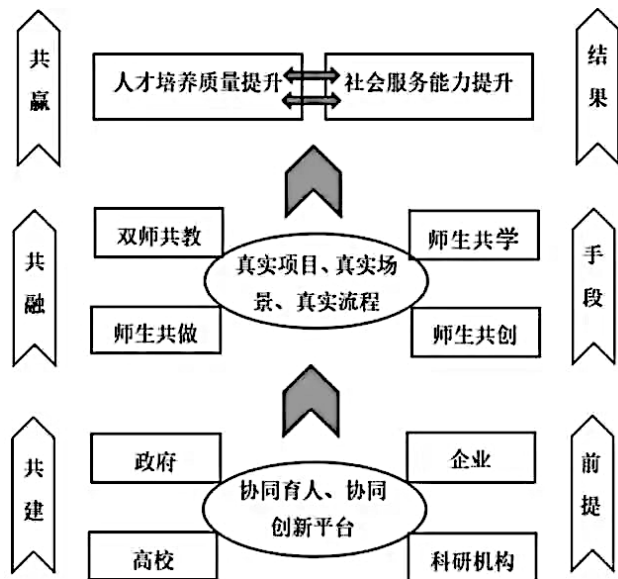 共赢
人才培养质量提升
社会服务能力提升
结果
共融
双师共教
师生共学
真实项目、真实场
景、真实流程
师生共做
师生共创
手段
共建
政府
企业
协同育人、协同
创新平台
高校
科研机构
前提